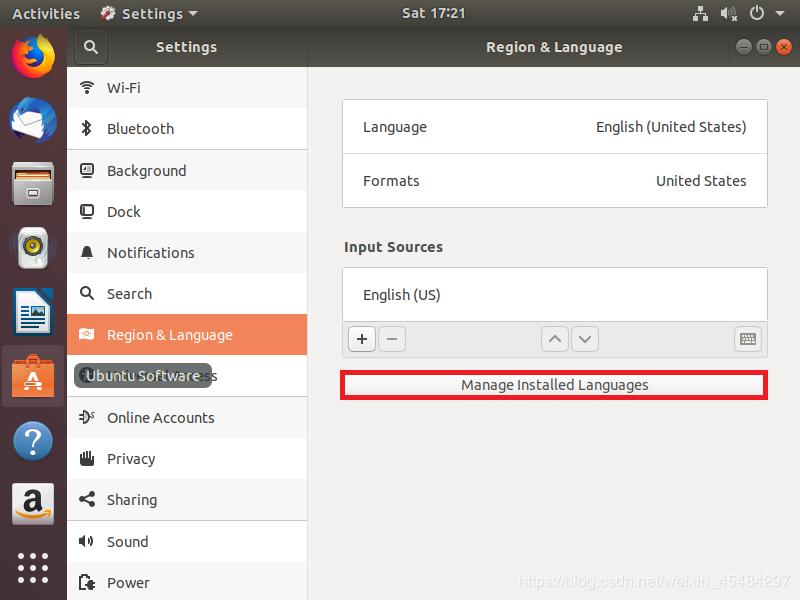 Activities Settings Sat 17:21
Settings Region & Language
Wi-Fi
Bluetooth
Background
Dock
Notifications
Search
Region & Language
Ubuntu Software
Online Accounts
Privacy
Sharing
Sound
Power
Language English (United States)
Formats United States
Input Sources
English (US)
Manage Installed Languages
https://blog.csdn.net/weixin_45484297